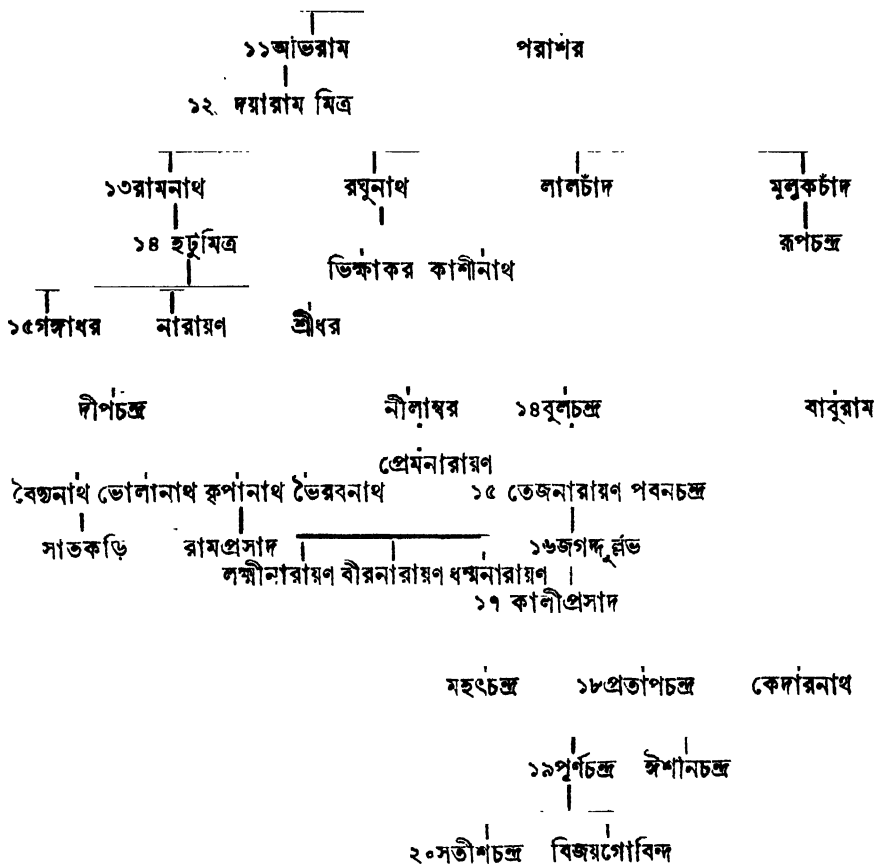 ১১আভরাম পরাশর
১২. দয়ারাম মিত্র
১৩রামনাথ রঘুনাথ লালচাঁদ মুলুকচাঁদ
১৪ হটুমিত্র রূপচন্দ্র
ভিক্ষাকর কাশীনাথ
১৫গঙ্গাধর নারায়ণ শ্রীধর
দীপচন্দ্র নীলাম্বর ১৪বুলচন্দ্র বাবুরাম
প্রেমনারায়ণ
বৈদ্যনাথ ভোলানাথ কৃপানাথ ভৈরবনাথ ১৫ তেজনারায়ণ পবনচন্দ্র
সাতকড়ি রামপ্রসাদ ১৬জগদ্দুর্ল্লভ
লক্ষ্মীনারায়ণ বীরনারায়ণ ধর্ম্মনারায়ণ
১৭ কালীপ্রসাদ
মহৎচন্দ্র ১৮প্রতাপচন্দ্র কেদারনাথ
১৯পূর্ণচন্দ্র ঈশানচন্দ্র
২০সতীশচন্দ্র বিজয়গোবিন্দ